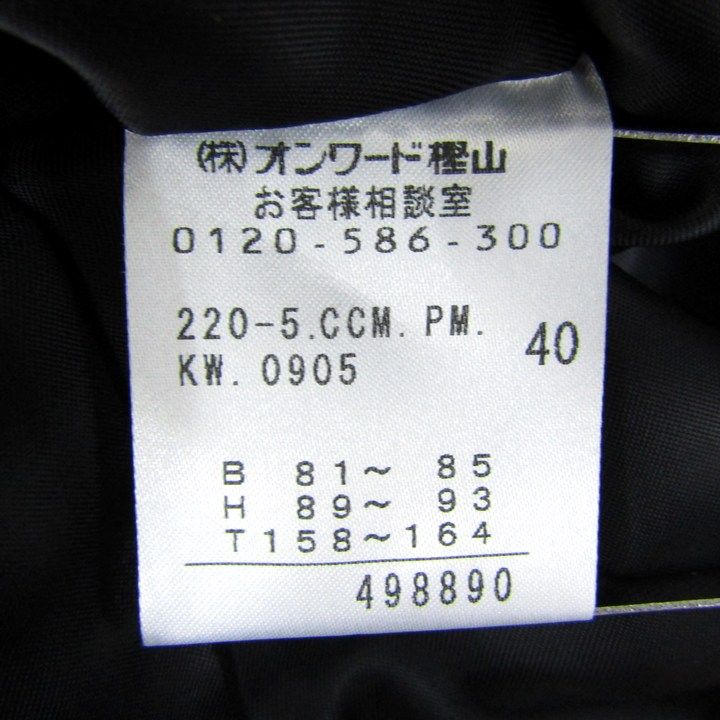 (株)オンワード樫山
お客様相談室
0120-586-300
220-5.CCM.PM.
KW.0905
40
B 81～ 85
H 89～ 93
T158～164
498890